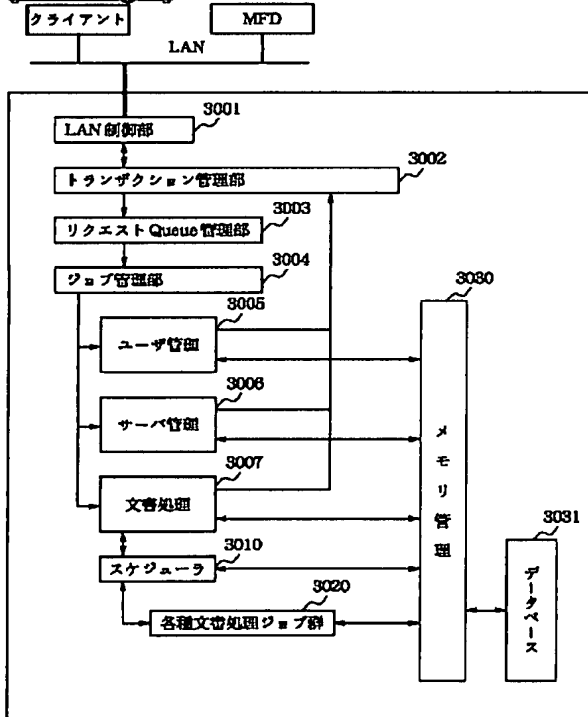 クライアント
MFD
LAN
3001
LAN制御部
3002
トランザクション管理部
3003
リクエストQueue管理部
3004
ジョブ管理部
3030
3005
ユーザ管理
3006
サーバ管理
メモリ管理
3007
文書処理
3031
3010
スケジューラ
データベース
3020
各種文書処理ジョブ群